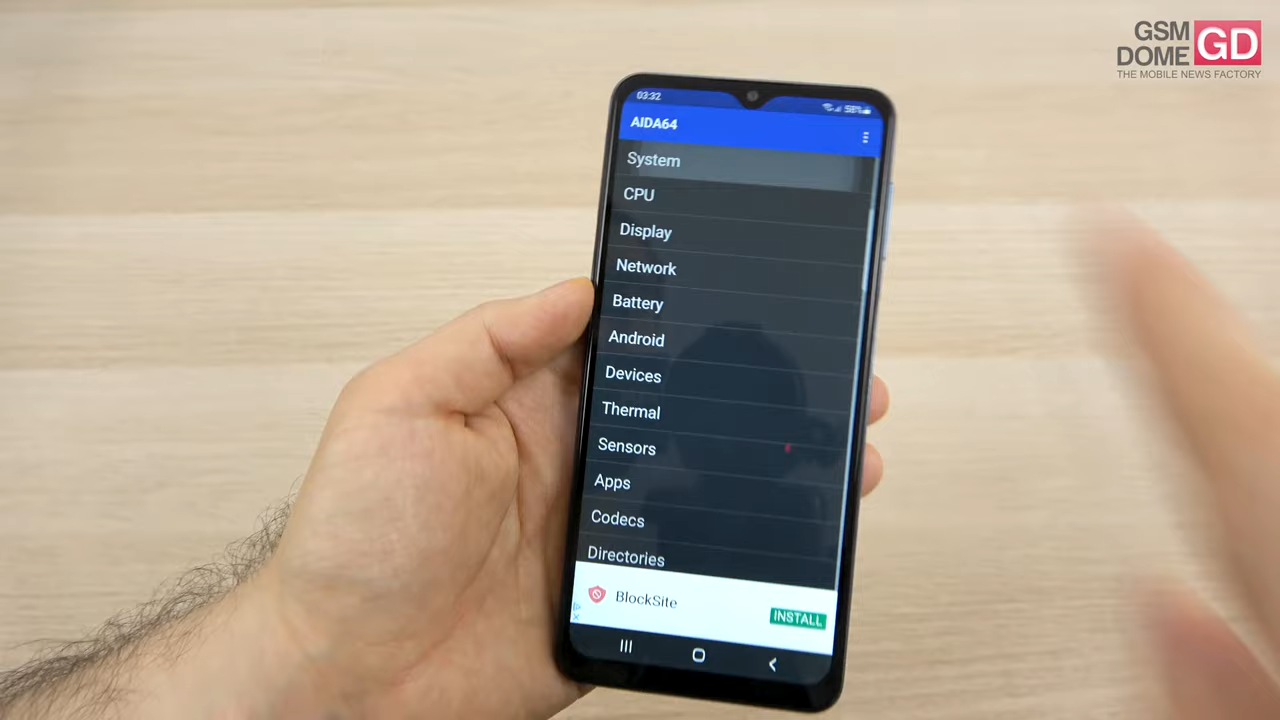 GSM
DOME GD
THE MOBILE NEWS FACTORY
03:32 58%
AIDA64
System
CPU
Display
Network
Battery
Android
Devices
Thermal
Sensors
Apps
Codecs
Directories
BlockSite
INSTALL